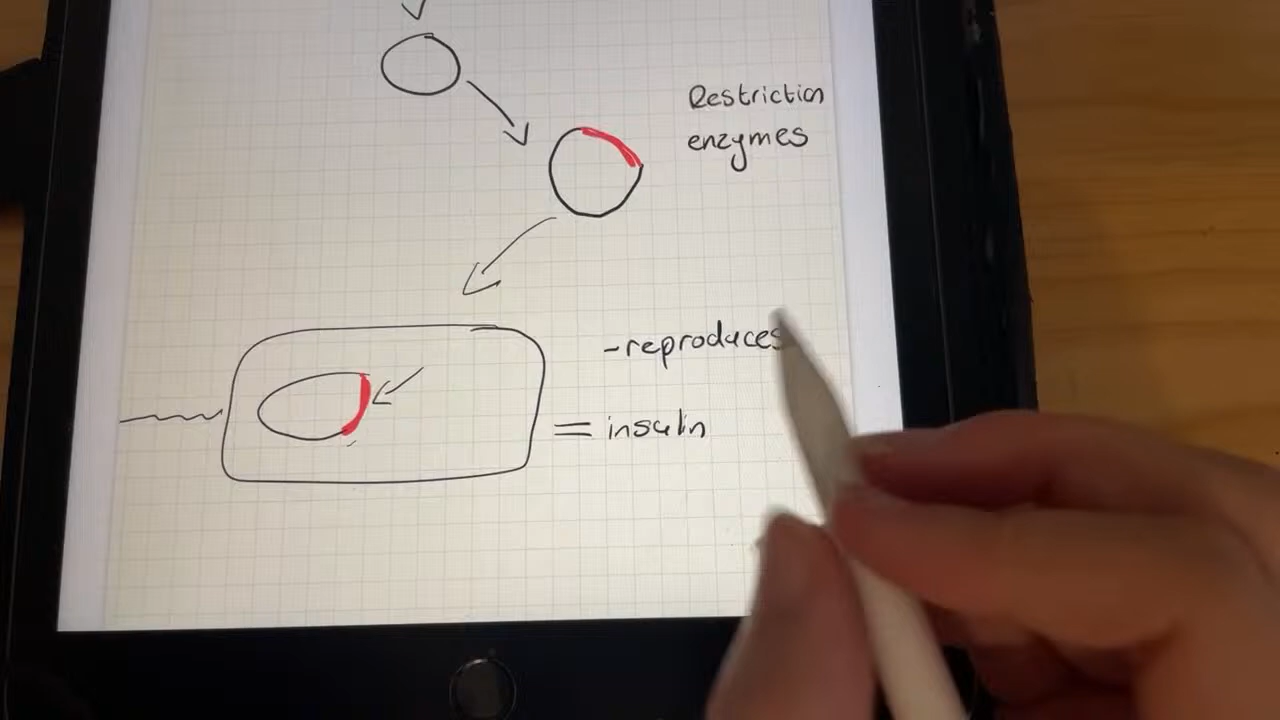 Restriction
enzymes
-reproduces
= insulin